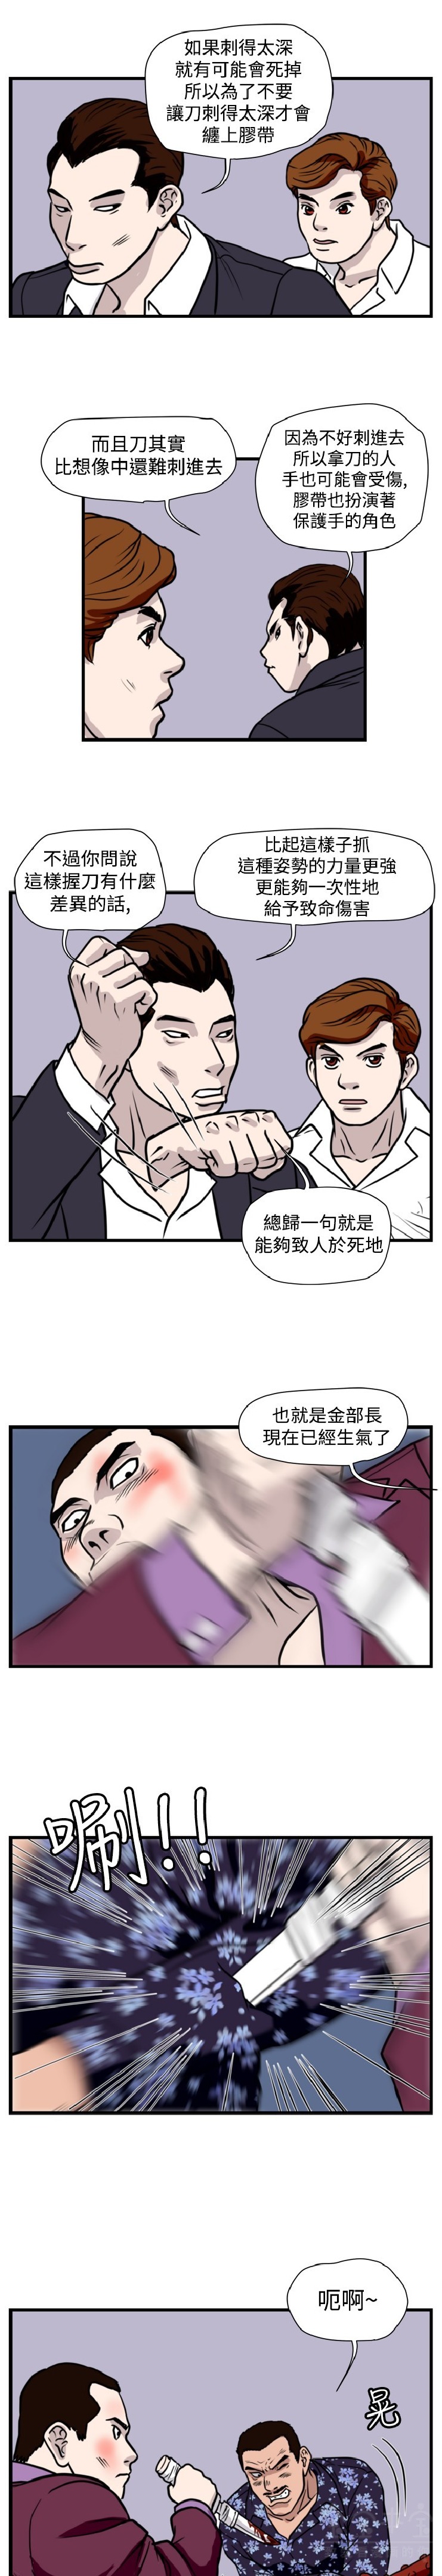 如果刺得太深
就有可能會死掉
所以為了不要
讓刀刺得太深才會
纏上膠帶
而且刀其實
比想像中還難刺進去
因為不好刺進去
所以拿刀的人
手也可能會受傷,
膠帶也扮演著
保護手的角色
不過你問說
這樣握刀有什麼
差異的話,
比起這樣子抓
這種姿勢的力量更強
更能夠一次性地
給予致命傷害
總歸一句就是
能夠致人於死地
也就是金部長
現在已經生氣了
唰!!
呃啊~
晃